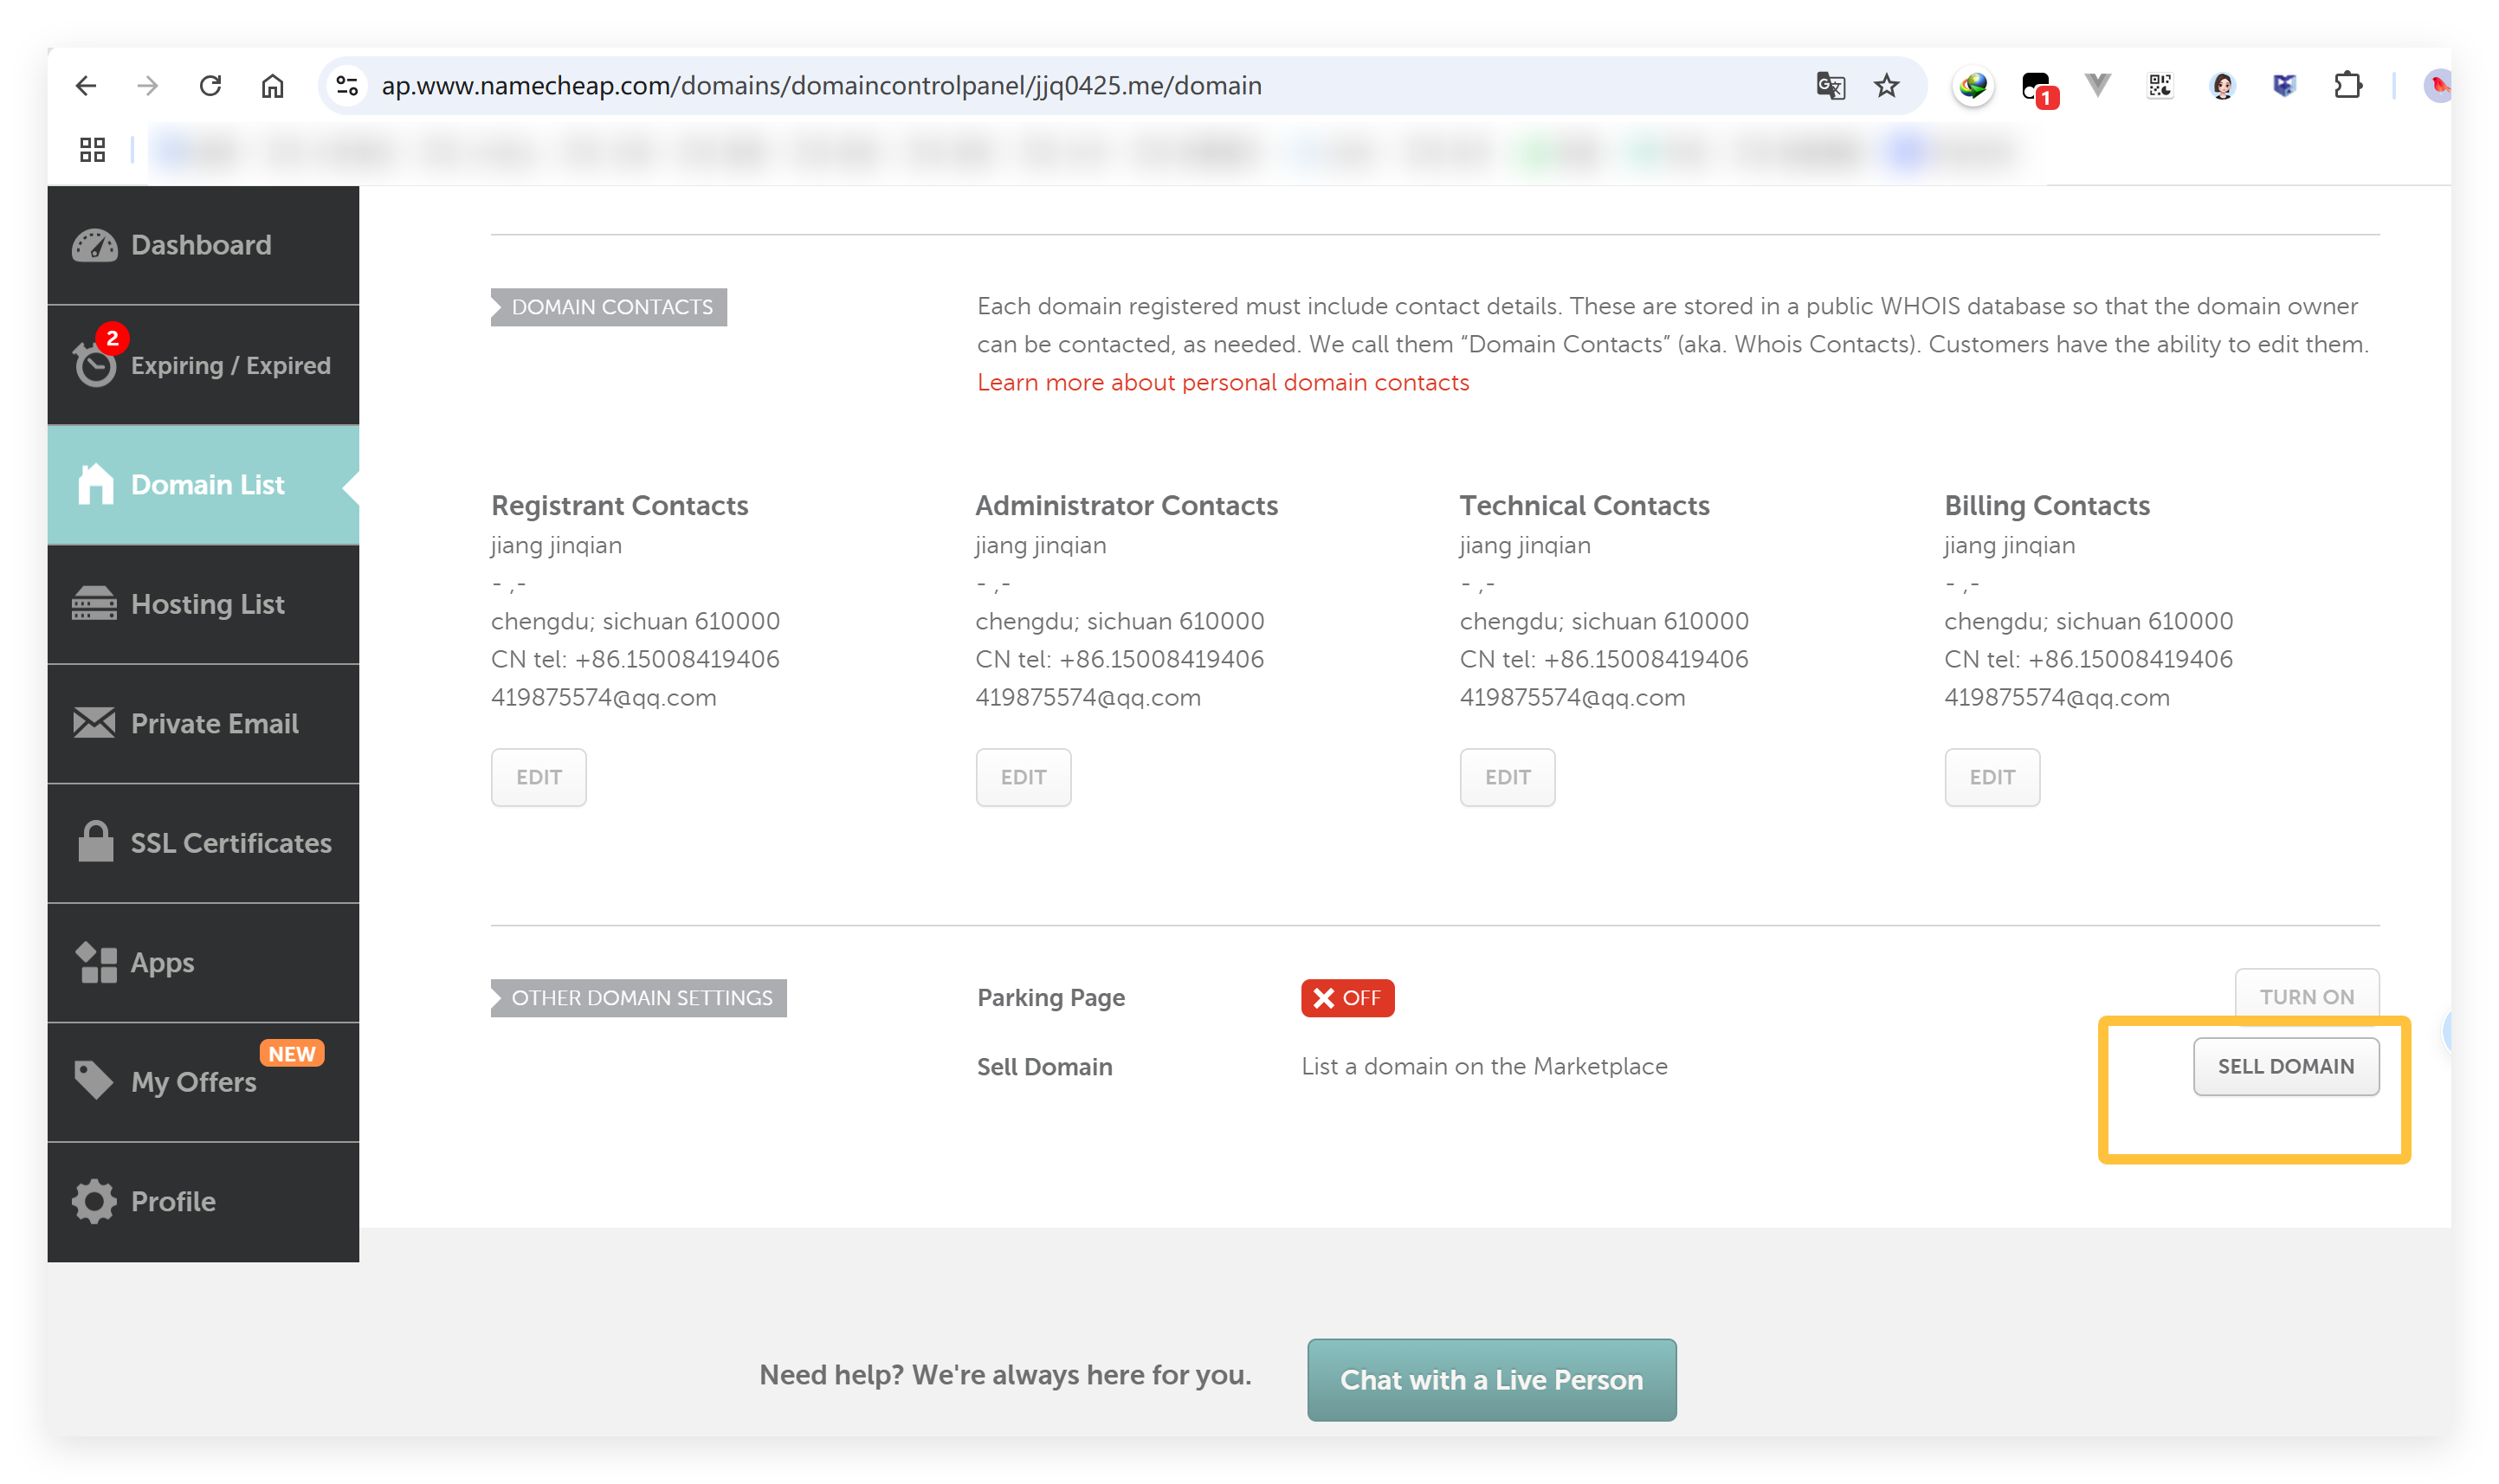 ap.www.namecheap.com/domains/domaincontrolpanel/jjq0425.me/domain
1
Dashboard
2
Expiring / Expired
Domain List
Hosting List
Private Email
SSL Certificates
Apps
NEW
My Offers
Profile
DOMAIN CONTACTS
Each domain registered must include contact details. These are stored in a public WHOIS database so that the domain owner
can be contacted, as needed. We call them “Domain Contacts” (aka. Whois Contacts). Customers have the ability to edit them.
Learn more about personal domain contacts
Registrant Contacts
jiang jinqian
- ,-
chengdu; sichuan 610000
CN tel: +86.15008419406
419875574@qq.com
EDIT
Administrator Contacts
jiang jinqian
- ,-
chengdu; sichuan 610000
CN tel: +86.15008419406
419875574@qq.com
EDIT
Technical Contacts
jiang jinqian
- ,-
chengdu; sichuan 610000
CN tel: +86.15008419406
419875574@qq.com
EDIT
Billing Contacts
jiang jinqian
- ,-
chengdu; sichuan 610000
CN tel: +86.15008419406
419875574@qq.com
EDIT
OTHER DOMAIN SETTINGS
Parking Page
OFF
TURN ON
Sell Domain
List a domain on the Marketplace
SELL DOMAIN
Need help? We're always here for you.
Chat with a Live Person